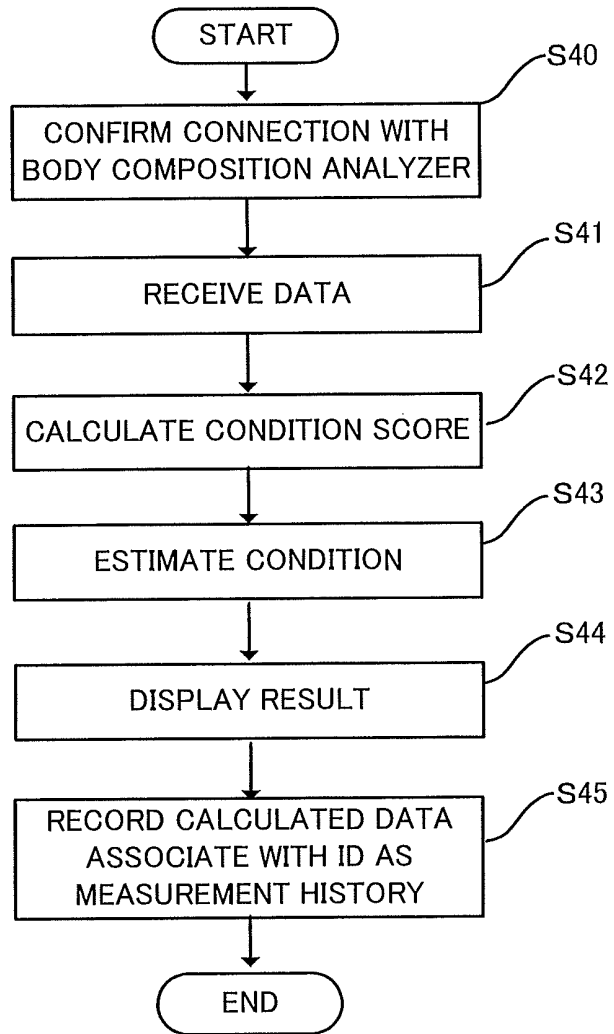 START
S40
CONFIRM CONNECTION WITH
BODY COMPOSITION ANALYZER
S41
RECEIVE DATA
S42
CALCULATE CONDITION SCORE
S43
ESTIMATE CONDITION
S44
DISPLAY RESULT
S45
RECORD CALCULATED DATA
ASSOCIATE WITH ID AS
MEASUREMENT HISTORY
END